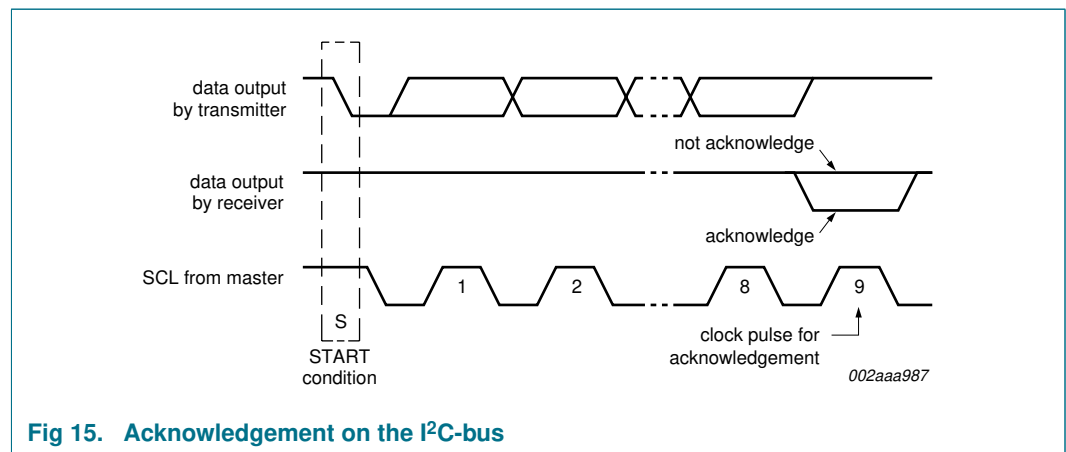 data output
by transmitter
not acknowledge
data output
by receiver
acknowledge
SCL from master
1
2
8
9
S
START
condition
clock pulse for
acknowledgement
002aaa987
Fig 15. Acknowledgement on the I²C-bus